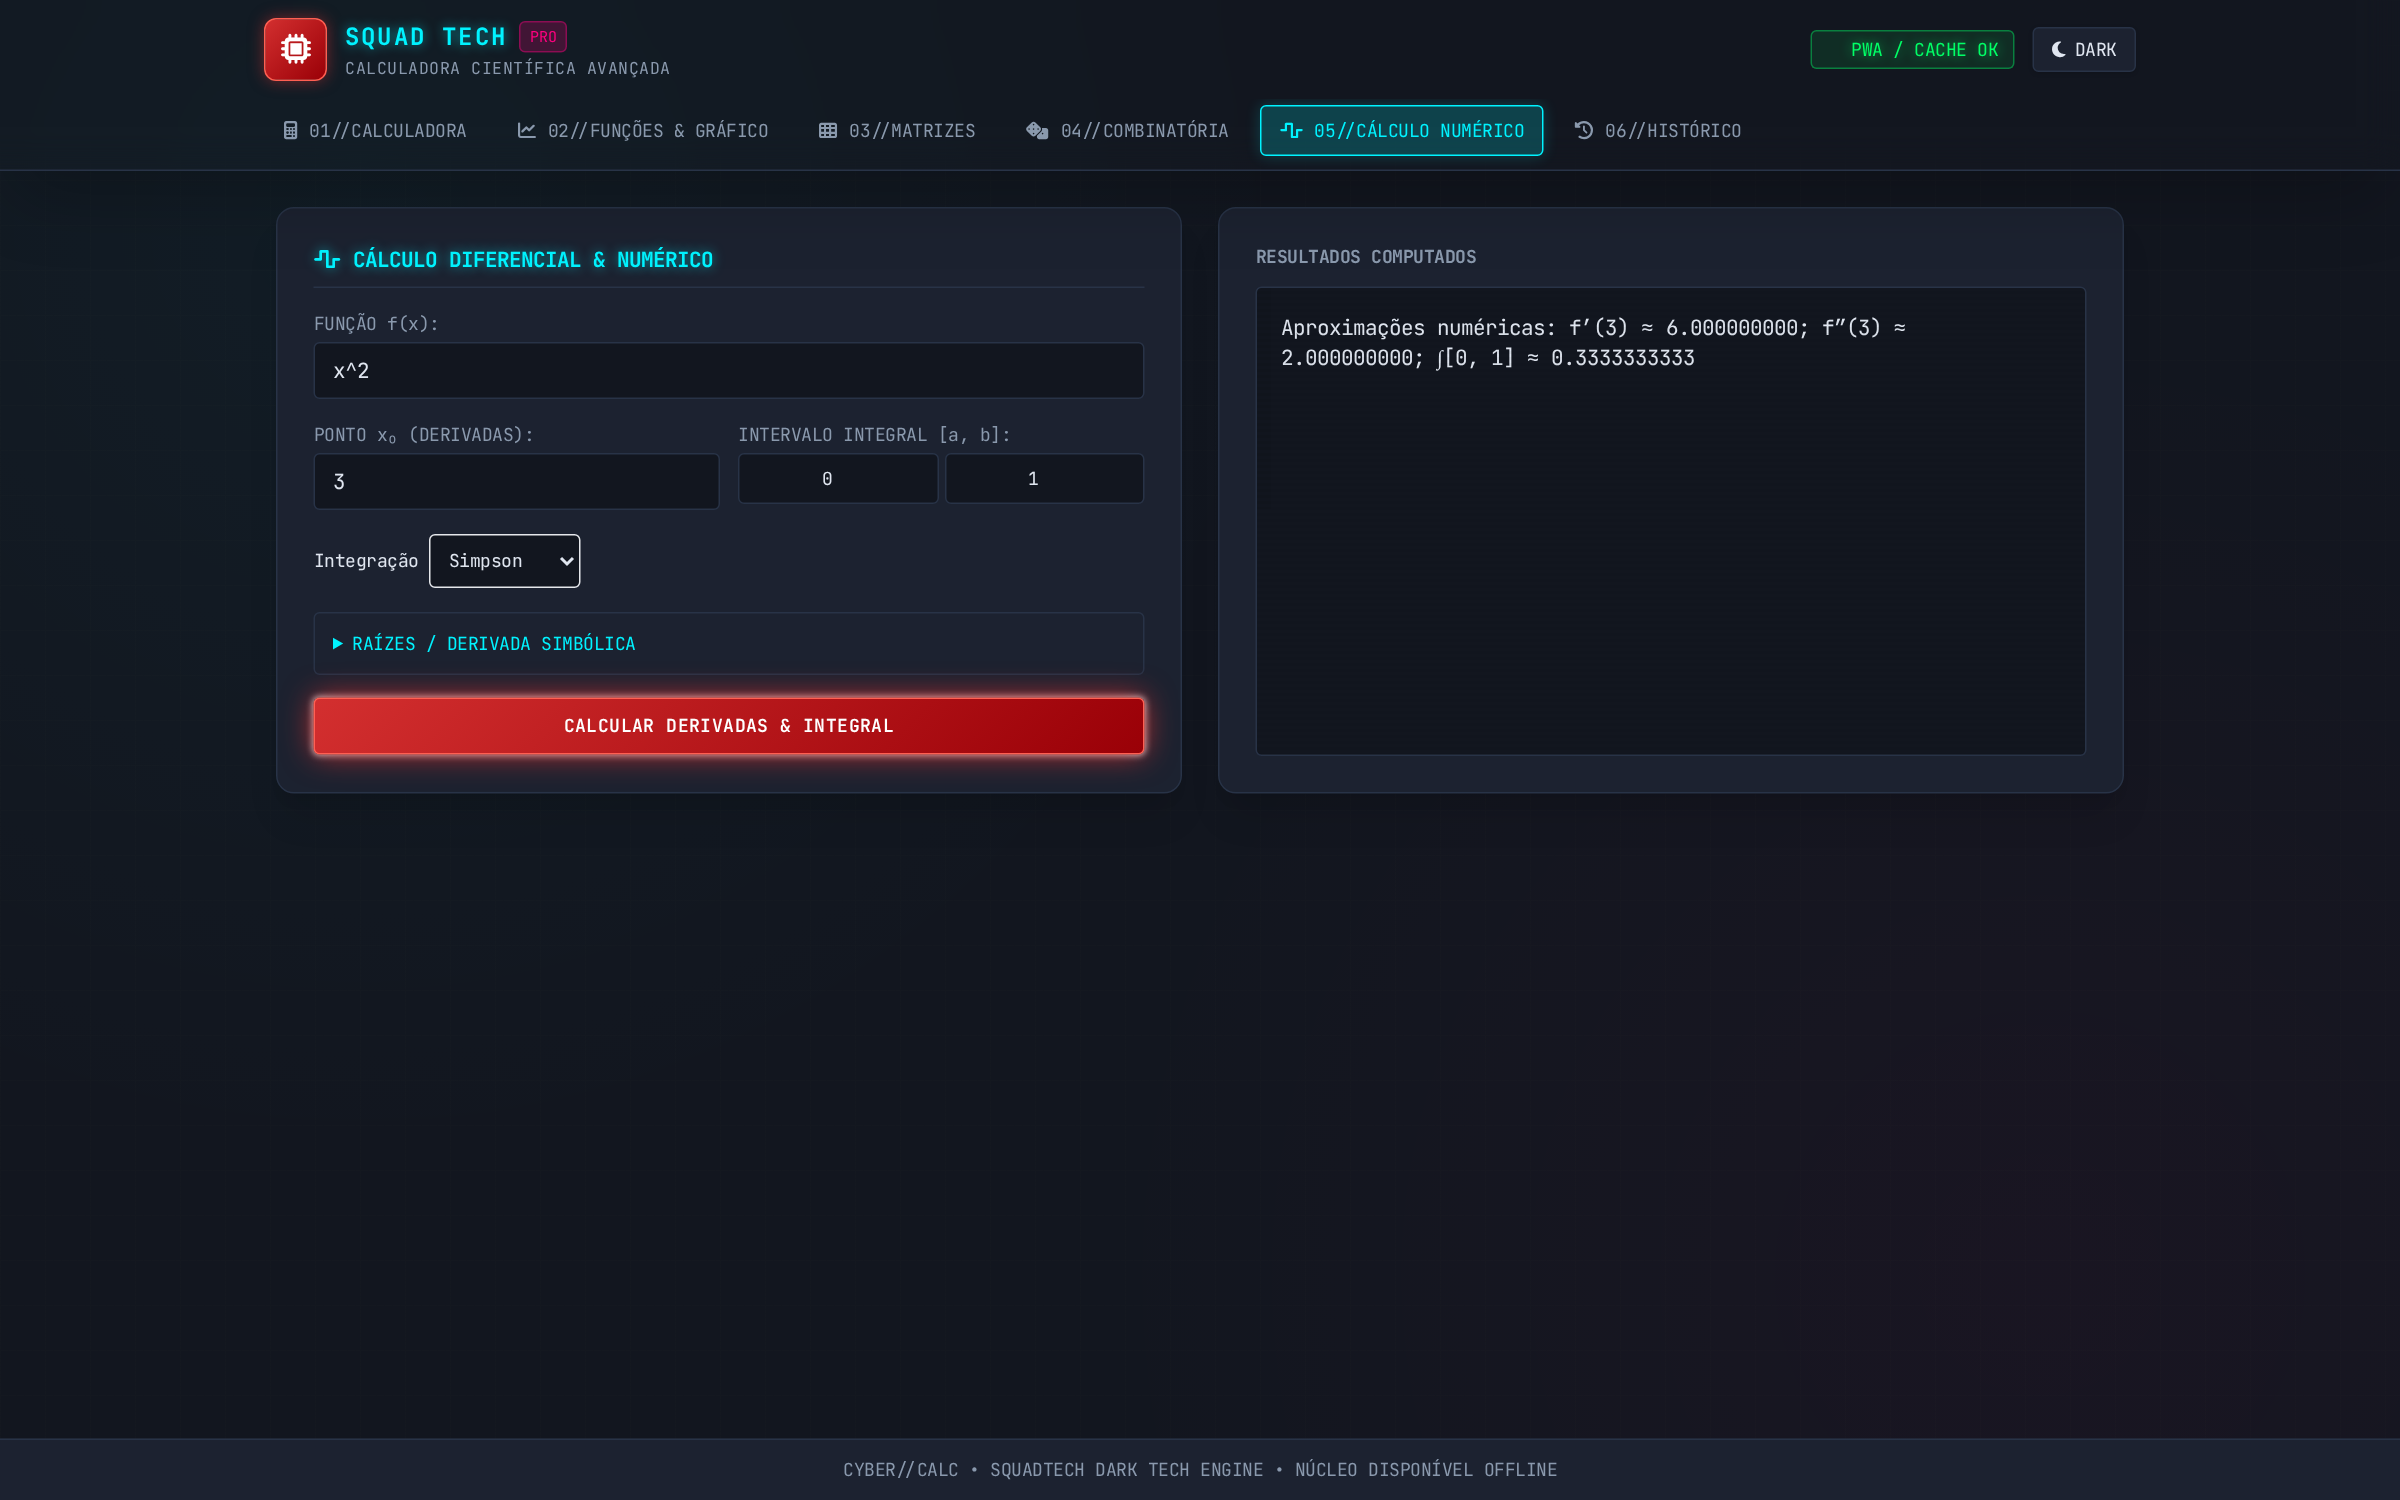 SQUAD TECH PRO
CALCULADORA CIENTÍFICA AVANÇADA
PWA / CACHE OK
DARK
01//CALCULADORA
02//FUNÇÕES & GRÁFICO
03//MATRIZES
04//COMBINATÓRIA
05//CÁLCULO NUMÉRICO
06//HISTÓRICO
CÁLCULO DIFERENCIAL & NUMÉRICO
FUNÇÃO f(x):
x^2
PONTO x₀ (DERIVADAS):
3
INTERVALO INTEGRAL [a, b]:
0
1
Integração
Simpson
RAÍZES / DERIVADA SIMBÓLICA
CALCULAR DERIVADAS & INTEGRAL
RESULTADOS COMPUTADOS
Aproximações numéricas: f′(3) ≈ 6.000000000; f″(3) ≈
2.000000000; ∫[0, 1] ≈ 0.3333333333
CYBER//CALC • SQUADTECH DARK TECH ENGINE • NÚCLEO DISPONÍVEL OFFLINE